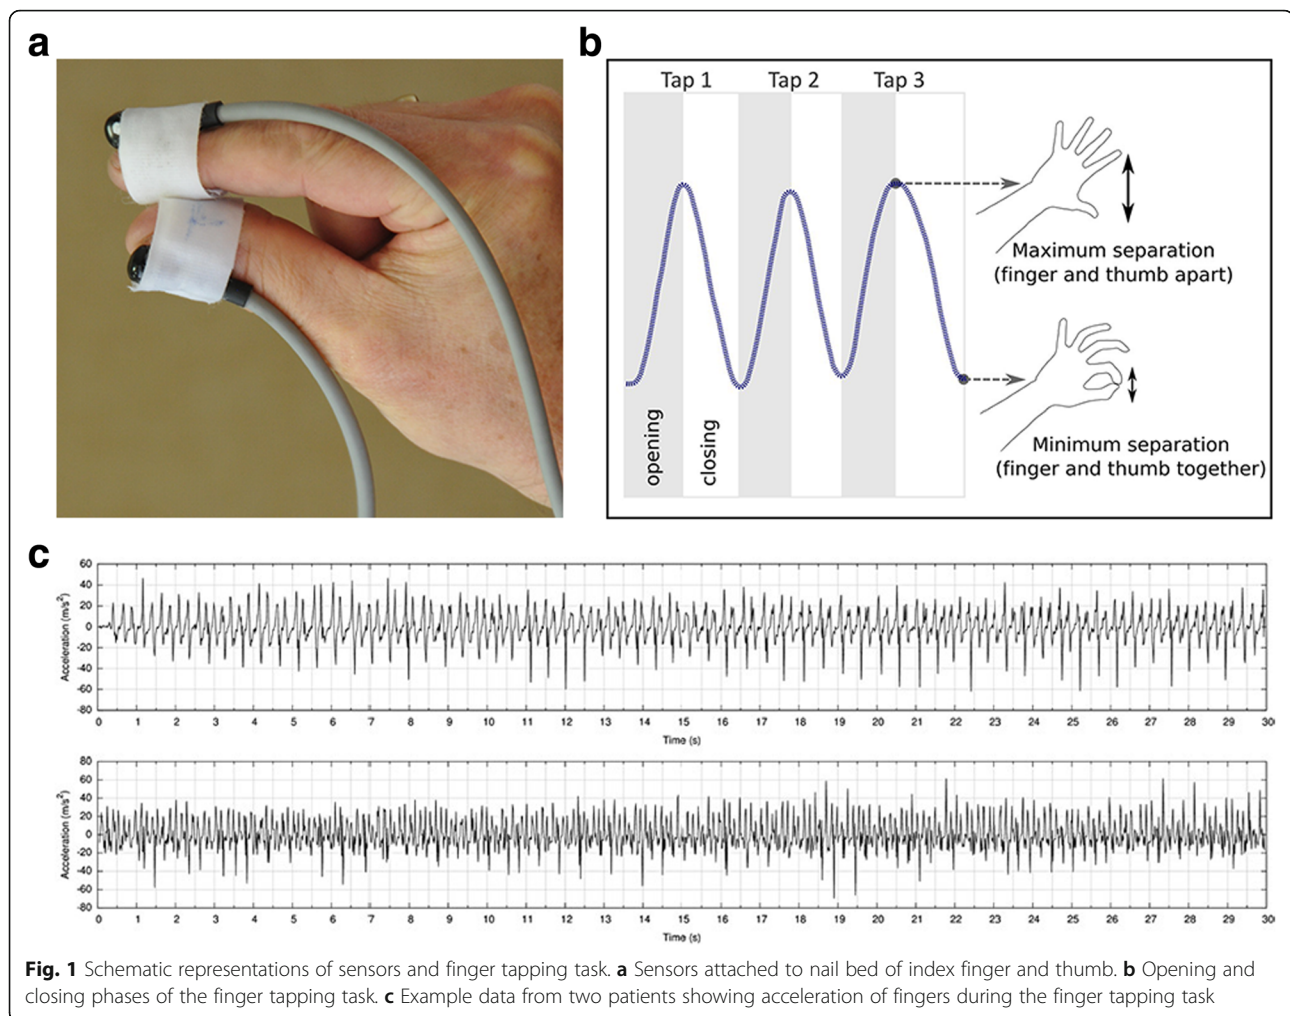 a
b
Tap 1 Tap 2 Tap 3
Maximum separation
(finger and thumb apart)
opening
closing
Minimum separation
(finger and thumb together)
c
60
40
20
0
-20
-40
-60
-80
Acceleration (m/s²)
0 1 2 3 4 5 6 7 8 9 10 11 12 13 14 15 16 17 18 19 20 21 22 23 24 25 26 27 28 29 30
Time (s)
80
60
40
20
0
-20
-40
-60
-80
Acceleration (m/s²)
0 1 2 3 4 5 6 7 8 9 10 11 12 13 14 15 16 17 18 19 20 21 22 23 24 25 26 27 28 29 30
Time (s)
Fig. 1 Schematic representations of sensors and finger tapping task. a Sensors attached to nail bed of index finger and thumb. b Opening and
closing phases of the finger tapping task. c Example data from two patients showing acceleration of fingers during the finger tapping task